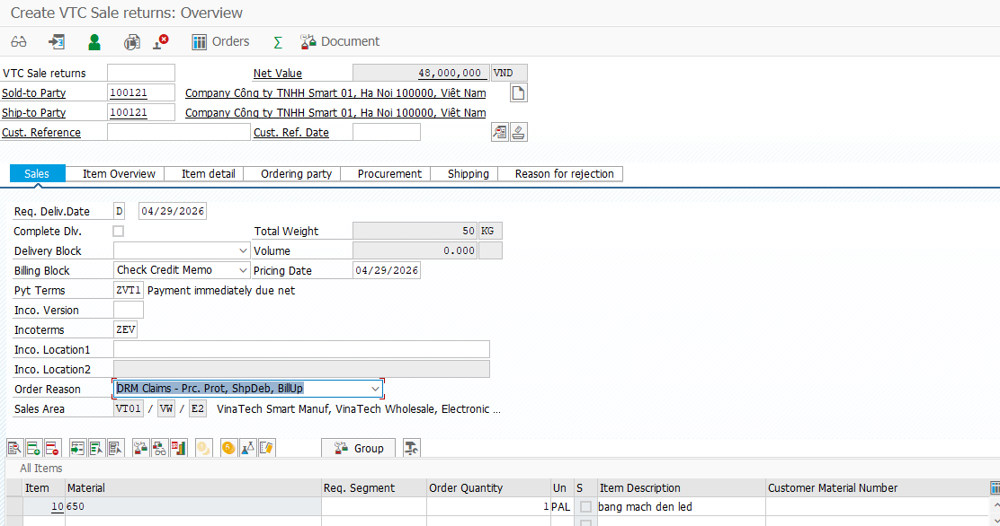 Create VTC Sale returns: Overview
Orders Σ Document
VTC Sale returns Net Value 48,000,000 VND
Sold-to Party 100121 Company Công ty TNHH Smart 01, Ha Noi 100000, Viêt Nam
Ship-to Party 100121 Company Công ty TNHH Smart 01, Ha Noi 100000, Viêt Nam
Cust. Reference Cust. Ref. Date
Sales Item Overview Item detail Ordering party Procurement Shipping Reason for rejection
Req. Deliv.Date D 04/29/2026
Complete Dlv. Total Weight 50 KG
Delivery Block Volume 0.000
Billing Block Check Credit Memo Pricing Date 04/29/2026
Pyt Terms ZVT1 Payment immediately due net
Inco. Version
Incoterms ZEV
Inco. Location1
Inco. Location2
Order Reason DRM Claims - Prc. Prot, ShpDeb, BillUp
Sales Area VT01 / VW / E2 VinaTech Smart Manuf, VinaTech Wholesale, Electronic ...
Group
All Items
Item Material Req. Segment Order Quantity Un S Item Description Customer Material Number
10 650 1 PAL bang mach den led